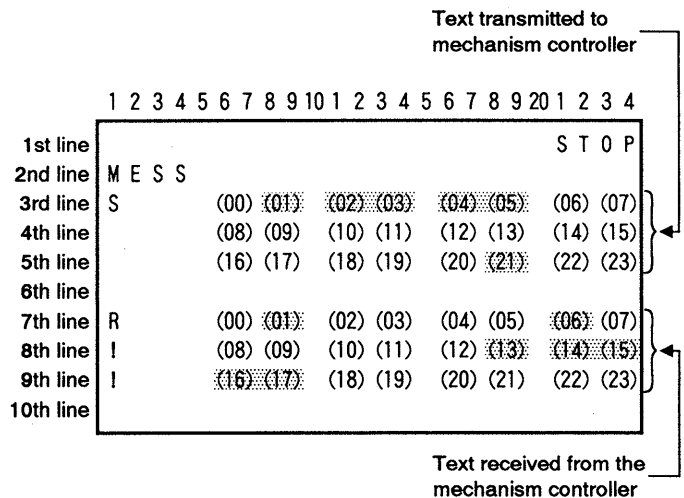 Text transmitted to
mechanism controller
1 2 3 4 5 6 7 8 9 10 1 2 3 4 5 6 7 8 9 20 1 2 3 4
1st line S T O P
2nd line M E S S
3rd line S (00) (01) (02) (03) (04) (05) (06) (07)
4th line (08) (09) (10) (11) (12) (13) (14) (15)
5th line (16) (17) (18) (19) (20) (21) (22) (23)
6th line
7th line R (00) (01) (02) (03) (04) (05) (06) (07)
8th line ! (08) (09) (10) (11) (12) (13) (14) (15)
9th line ! (16) (17) (18) (19) (20) (21) (22) (23)
10th line
Text received from the
mechanism controller